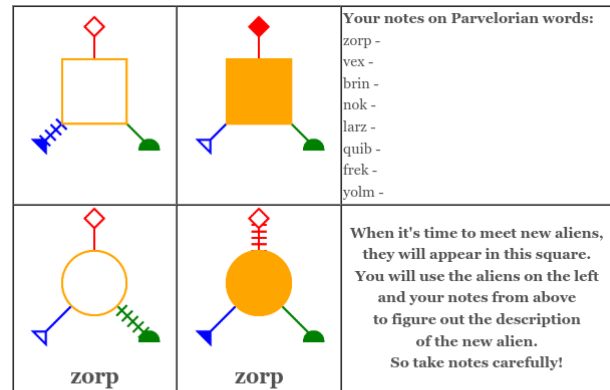 Your notes on Parvelorian words:
zorp -
vex -
brin -
nok -
larz -
quib -
frek -
yolm -
When it's time to meet new aliens,
they will appear in this square.
You will use the aliens on the left
and your notes from above
to figure out the description
of the new alien.
So take notes carefully!
zorp
zorp